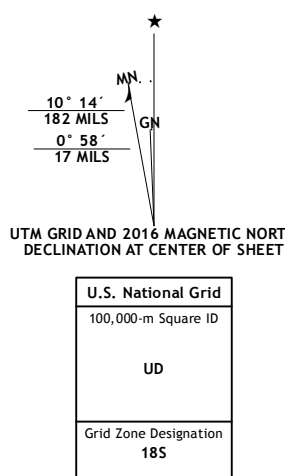 MN
10° 14´
182 MILS
GN
0° 58´
17 MILS
UTM GRID AND 2016 MAGNETIC NORT
DECLINATION AT CENTER OF SHEET
U.S. National Grid
100,000-m Square ID
UD
Grid Zone Designation
18S